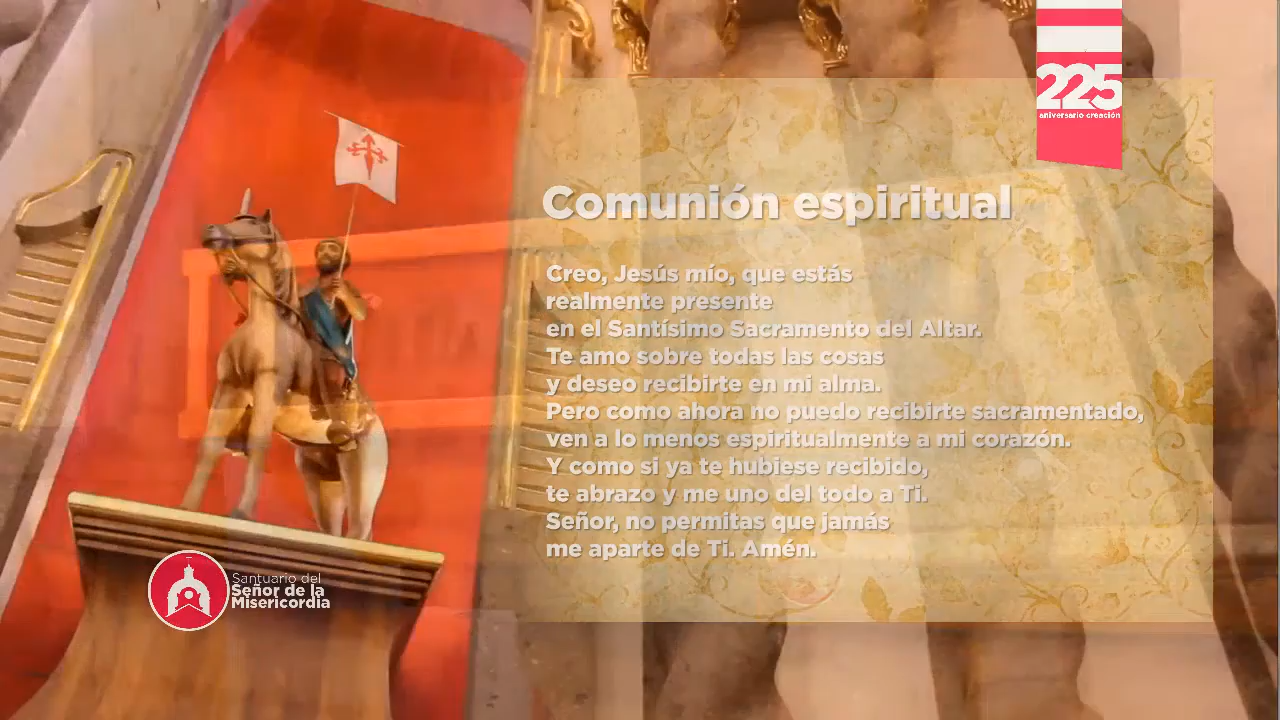 225
aniversario creación
Comunión espiritual
Creo, Jesús mío, que estás
realmente presente
en el Santísimo Sacramento del Altar.
Te amo sobre todas las cosas
y deseo recibirte en mi alma.
Pero como ahora no puedo recibirte sacramentado,
ven a lo menos espiritualmente a mi corazón.
Y como si ya te hubiese recibido,
te abrazo y me uno del todo a Ti.
Señor, no permitas que jamás
me aparte de Ti. Amén.
Santuario del
Señor de la
Misericordia